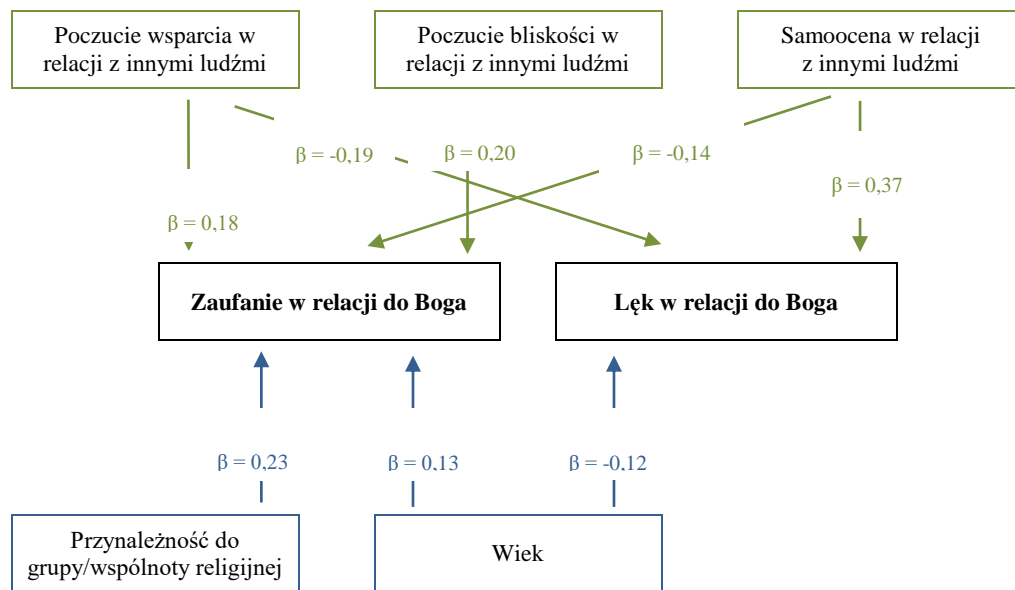 Poczucie wsparcia w
relacji z innymi ludźmi
Poczucie bliskości w
relacji z innymi ludźmi
Samoocena w relacji
z innymi ludźmi
β = -0,19
β = 0,20
β = -0,14
β = 0,37
β = 0,18
Zaufanie w relacji do Boga
Lęk w relacji do Boga
β = 0,23
β = 0,13
β = -0,12
Przynależność do
grupy/wspólnoty religijnej
Wiek